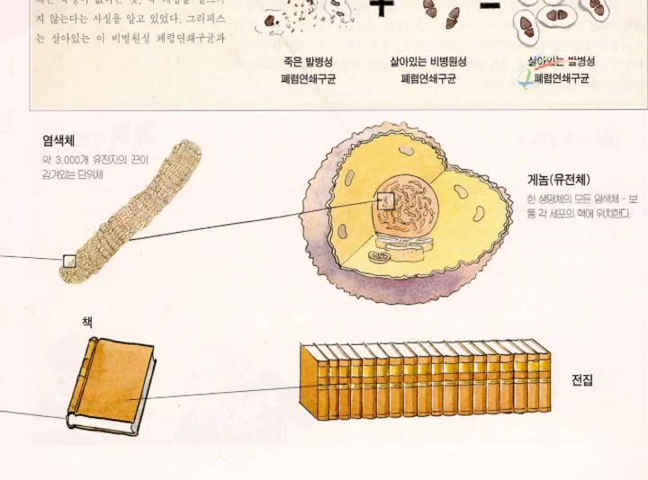 지 않는다는 사실을 알고 있었다. 그리피스
는 살아있는 이 비병원성 폐렴연쇄구균과
죽은 발병성
폐렴연쇄구균
살아있는 비병원성
폐렴연쇄구균
살아있는 발병성
폐렴연쇄구균
염색체
약 3,000개 유전자의 끈이
감겨있는 단위체
게놈(유전체)
한 생명체의 모든 염색체 - 보
통 각 세포의 핵에 위치한다.
책
전집